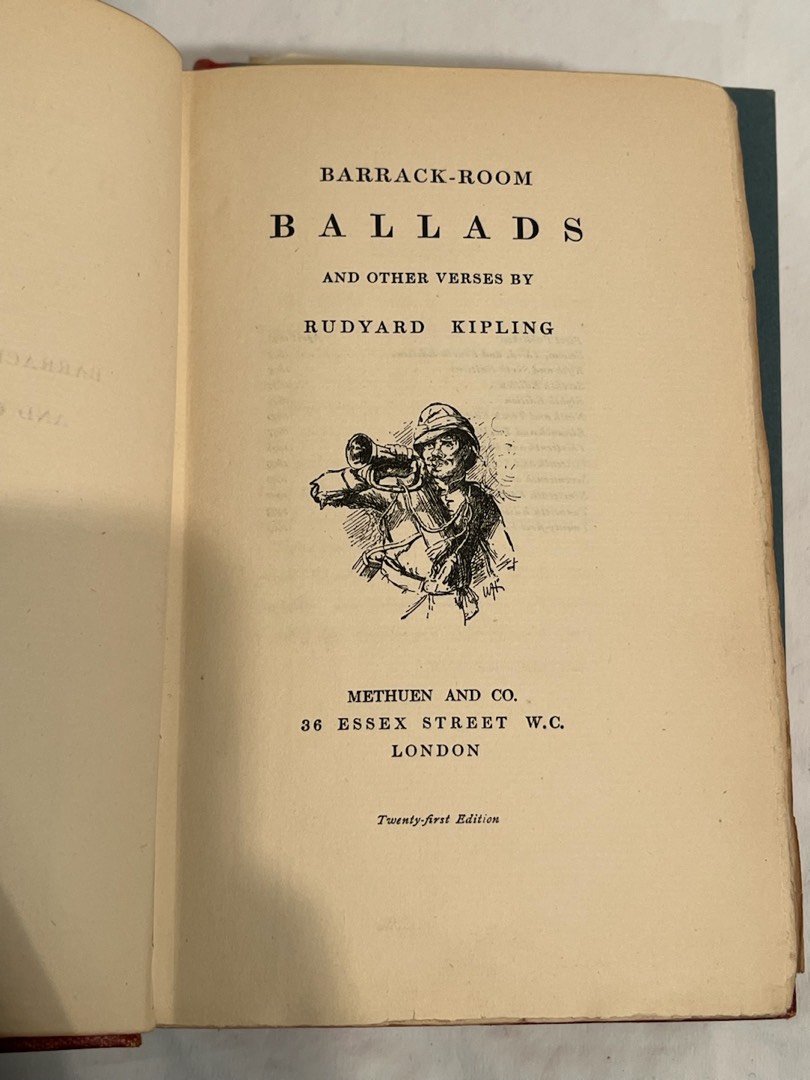 BARRACK-ROOM
BALLADS
AND OTHER VERSES BY
RUDYARD KIPLING
WAK
METHUEN AND CO.
36 ESSEX STREET W.C.
LONDON
Twenty-first Edition